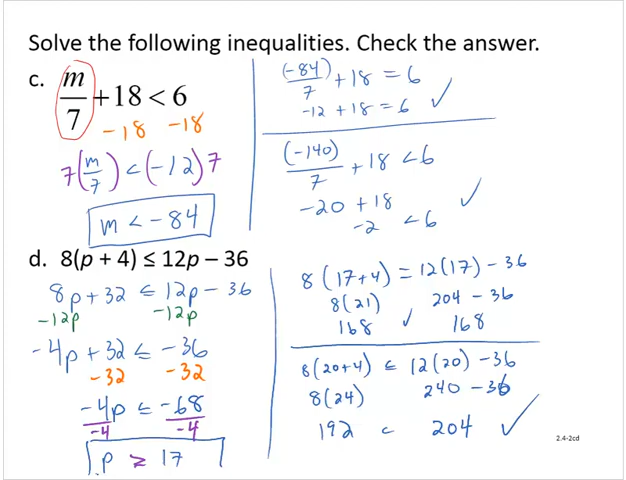 Solve the following inequalities. Check the answer.
c. m/7 + 18 < 6
-18 -18
7(m/7) < (-12)7
m < -84
(-84)/7 + 18 = 6
-12 + 18 = 6 ✓
(-140)/7 + 18 < 6
-20 + 18
-2 < 6 ✓
d. 8(p + 4) ≤ 12p – 36
8p + 32 ≤ 12p - 36
-12p -12p
-4p + 32 ≤ -36
-32 -32
-4p ≤ -68
-4 -4
p ≥ 17
8(17+4) = 12(17) - 36
8(21) 204 - 36
168 ✓ 168
8(20+4) ≤ 12(20) - 36
8(24) 240 - 36
192 < 204 ✓
2.4-2cd